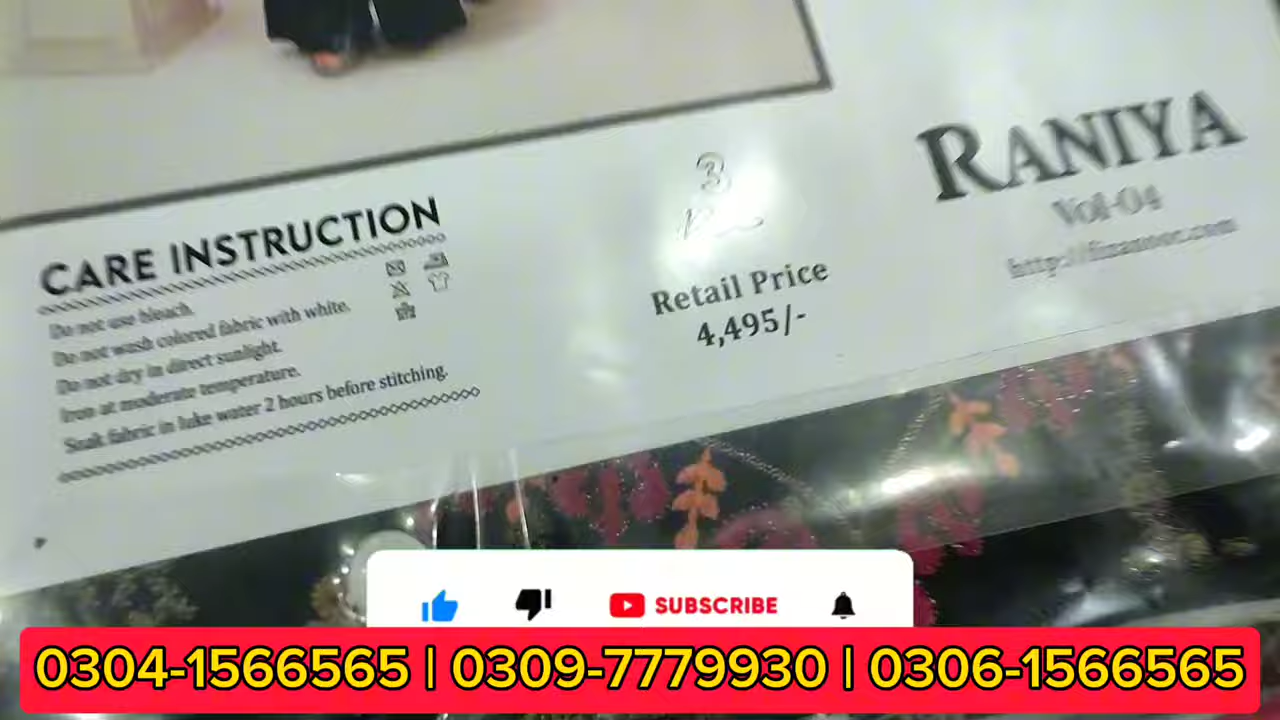 CARE INSTRUCTION
Do not use bleach.
Do not wash colored fabric with white.
Do not dry in direct sunlight.
Iron at moderate temperature.
Soak fabric in luke water 2 hours before stitching.
3
Retail Price
4,495/-
RANIYA
Vol-04
SUBSCRIBE
0304-1566565 | 0309-7779930 | 0306-1566565